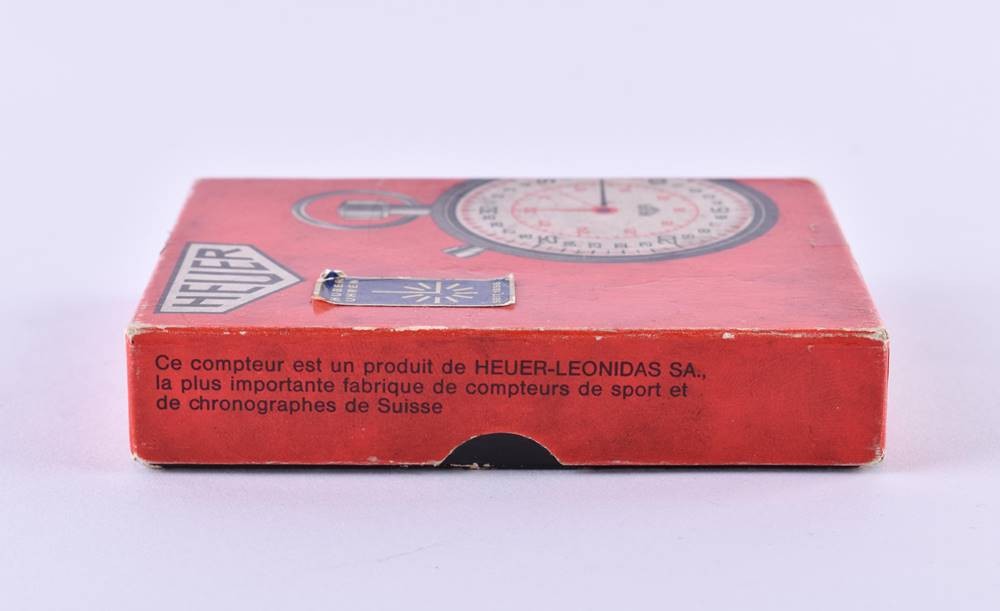 HEUER
UHREN
Ce compteur est un produit de HEUER-LEONIDAS SA.,
la plus importante fabrique de compteurs de sport et
de chronographes de Suisse